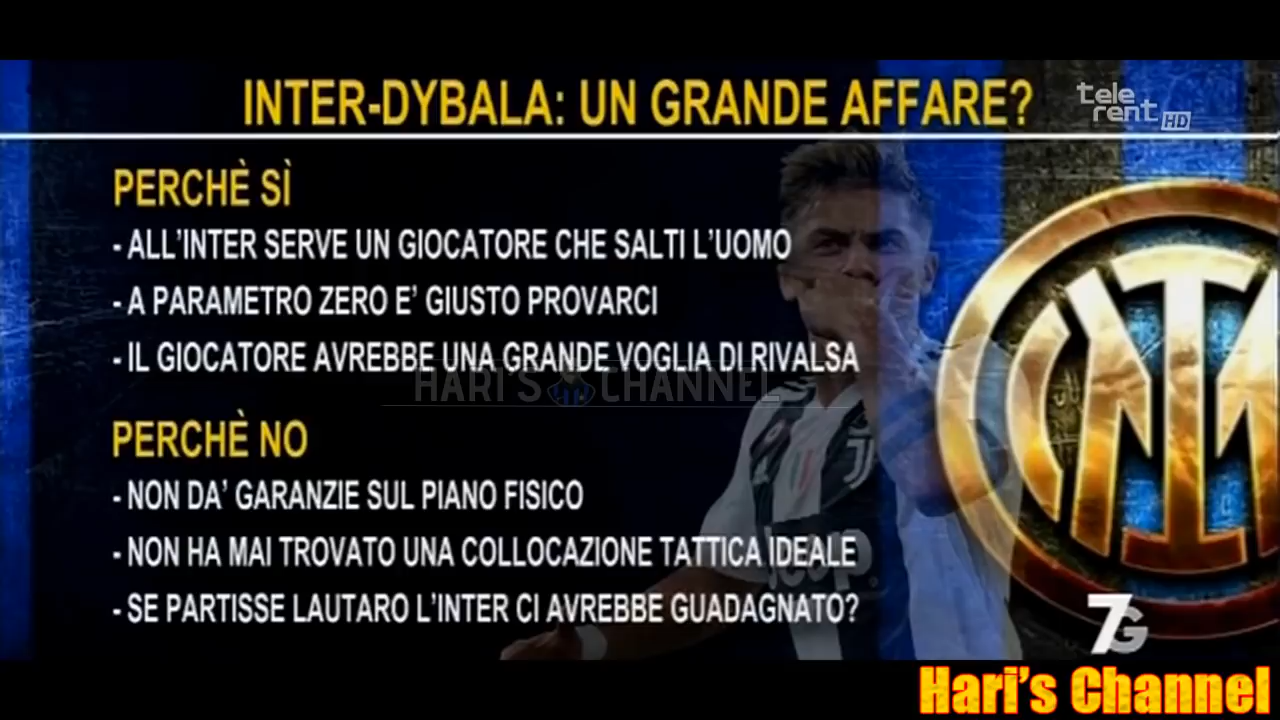 INTER-DYBALA: UN GRANDE AFFARE?
tele
rent HD
PERCHÈ SÌ
- ALL'INTER SERVE UN GIOCATORE CHE SALTI L'UOMO
- A PARAMETRO ZERO E' GIUSTO PROVARCI
- IL GIOCATORE AVREBBE UNA GRANDE VOGLIA DI RIVALSA
HARI'S CHANNEL
PERCHÈ NO
- NON DA' GARANZIE SUL PIANO FISICO
- NON HA MAI TROVATO UNA COLLOCAZIONE TATTICA IDEALE
- SE PARTISSE LAUTARO L'INTER CI AVREBBE GUADAGNATO?
Jeep.
7G
Hari's Channel